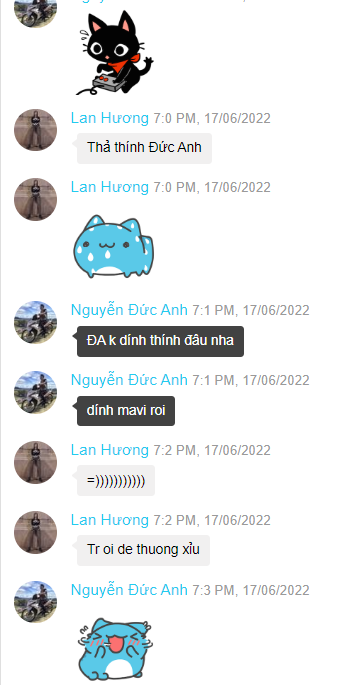 Lan Hương 7:0 PM, 17/06/2022
Thả thính Đức Anh
Lan Hương 7:0 PM, 17/06/2022
Nguyễn Đức Anh 7:1 PM, 17/06/2022
ĐA k dính thính đâu nha
Nguyễn Đức Anh 7:1 PM, 17/06/2022
dính mavi roi
Lan Hương 7:2 PM, 17/06/2022
=)))))))))))
Lan Hương 7:2 PM, 17/06/2022
Tr oi de thuong xỉu
Nguyễn Đức Anh 7:3 PM, 17/06/2022